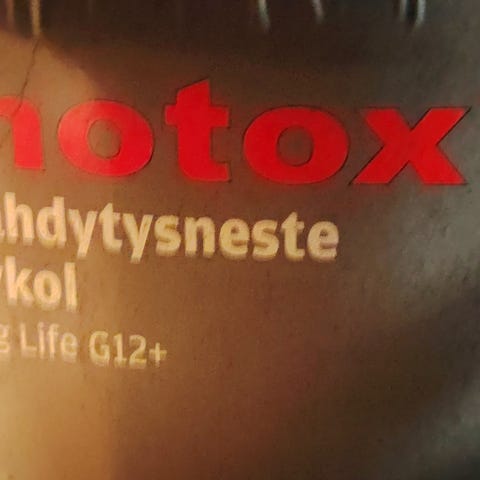 notox
ähdytysneste
ykol
g Life G12+